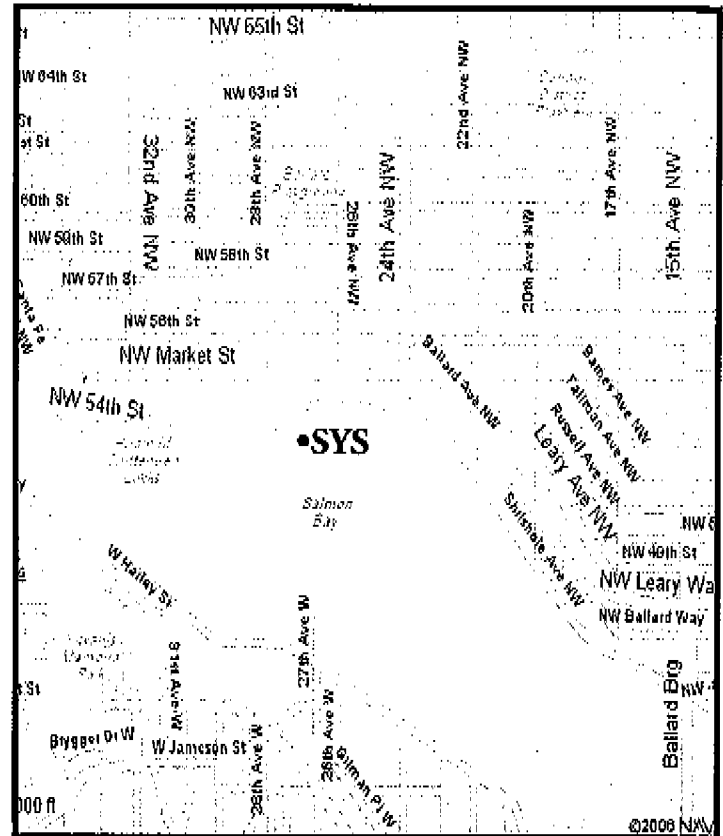 NW 65th St
NW 64th St
NW 63rd St
22nd Ave NW
32nd Ave NW
30th Ave NW
28th Ave NW
17th Ave NW
24th Ave NW
15th Ave NW
60th St
26th Ave NW
20th Ave NW
NW 59th St
NW 58th St
NW 57th St
NW 56th St
NW Market St
Ballard Ave NW
Barnes Ave NW
Tallman Ave NW
NW 54th St
Russell Ave NW
•SYS
Leary Ave NW
Salmon
Bay
Shilshole Ave NW
NW 49th St
W Harley St
NW Leary Wa
NW Ballard Way
27th Ave W
31st Ave W
Ballard Brg
NW
26th Ave W
W Jameson St
28th Ave W
Gilman Pl W
000 ft
©2006 NAV